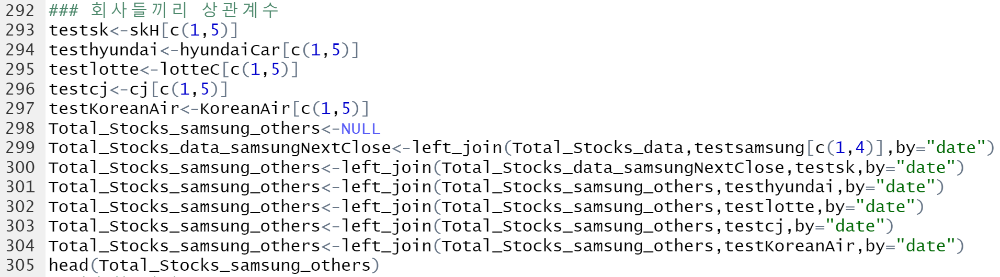 292 ### 회사들끼리 상관계수
293 testsk<-skH[c(1,5)]
294 testhyundai<-hyundaiCar[c(1,5)]
295 testlotte<-lotteC[c(1,5)]
296 testcj<-cj[c(1,5)]
297 testKoreanAir<-KoreanAir[c(1,5)]
298 Total_Stocks_samsung_others<-NULL
299 Total_Stocks_data_samsungNextClose<-left_join(Total_Stocks_data,testsamsung[c(1,4)],by="date")
300 Total_Stocks_samsung_others<-left_join(Total_Stocks_data_samsungNextClose,testsk,by="date")
301 Total_Stocks_samsung_others<-left_join(Total_Stocks_samsung_others,testhyundai,by="date")
302 Total_Stocks_samsung_others<-left_join(Total_Stocks_samsung_others,testlotte,by="date")
303 Total_Stocks_samsung_others<-left_join(Total_Stocks_samsung_others,testcj,by="date")
304 Total_Stocks_samsung_others<-left_join(Total_Stocks_samsung_others,testKoreanAir,by="date")
305 head(Total_Stocks_samsung_others)